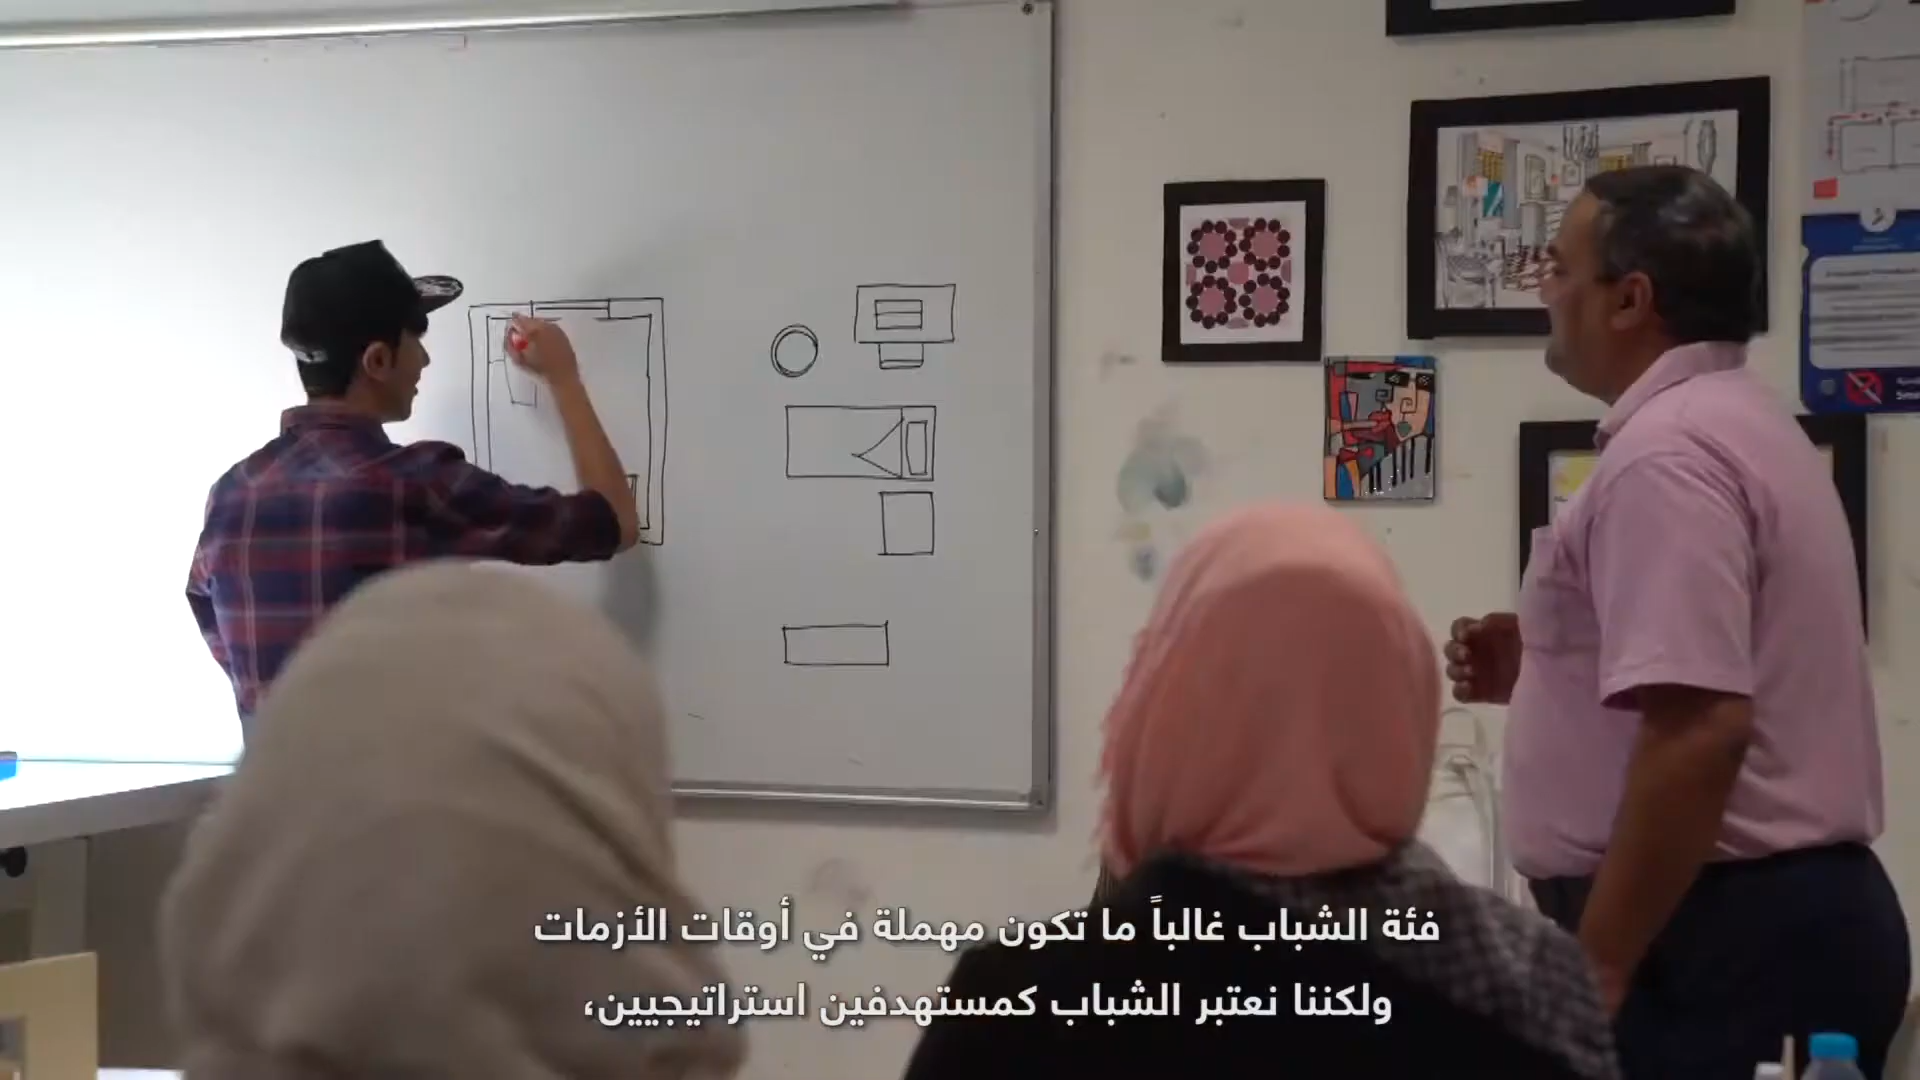 فئة الشباب غالباً ما تكون مهملة في أوقات الأزمات
ولكننا نعتبر الشباب كمستهدفين استراتيجيين،